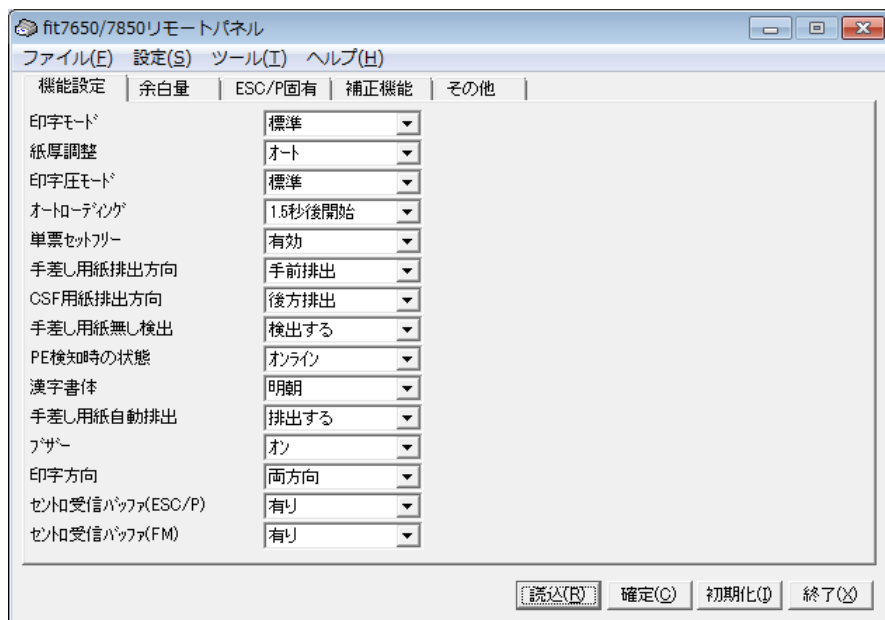 fit7650/7850リモートパネル
ファイル(F) 設定(S) ツール(T) ヘルプ(H)
機能設定 余白量 ESC/P固有 補正機能 その他
印字ﾓｰﾄﾞ 標準
紙厚調整 ｵｰﾄ
印字圧ﾓｰﾄﾞ 標準
ｵｰﾄﾛｰﾃﾞｨﾝｸﾞ 1.5秒後開始
単票ｾｯﾄﾌﾘｰ 有効
手差し用紙排出方向 手前排出
CSF用紙排出方向 後方排出
手差し用紙無し検出 検出する
PE検知時の状態 ｵﾝﾗｲﾝ
漢字書体 明朝
手差し用紙自動排出 排出する
ﾌﾞｻﾞｰ ｵﾝ
印字方向 両方向
ｾﾝﾄﾛ受信ﾊﾞｯﾌｧ(ESC/P) 有り
ｾﾝﾄﾛ受信ﾊﾞｯﾌｧ(FM) 有り
読込(R) 確定(C) 初期化(I) 終了(X)